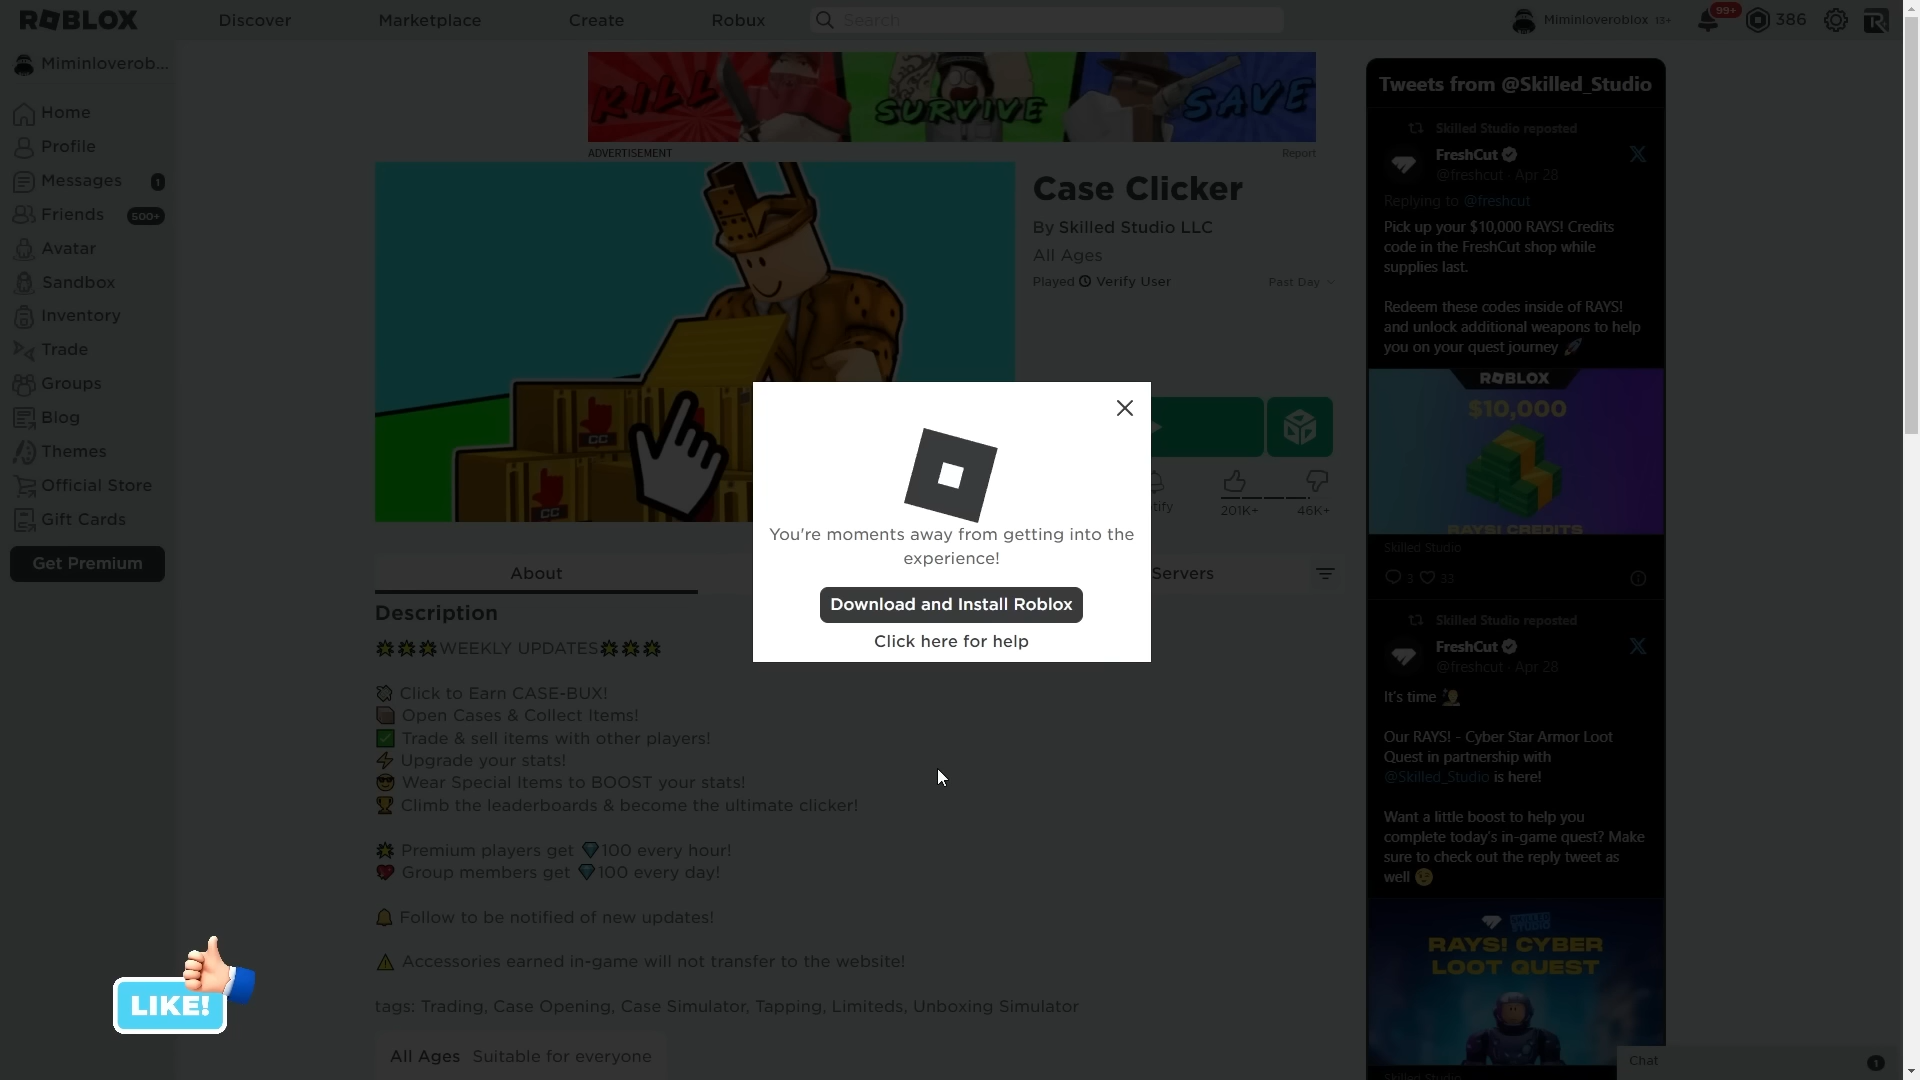 ROBLOX
Discover
Marketplace
Create
Robux
Search
Miminloveroblox 13+
99+
386
Miminloverob...
Home
Profile
Messages 1
Friends 500+
Avatar
Sandbox
Inventory
Trade
Groups
Blog
Themes
Official Store
Gift Cards
Get Premium
KILL
SURVIVE
SAVE
ADVERTISEMENT
Report
Case Clicker
By Skilled Studio LLC
All Ages
Played Verify User
Past Day
CC
CC
201K+
46K+
You're moments away from getting into the
experience!
Download and Install Roblox
Click here for help
About
Servers
Description
WEEKLY UPDATES
Click to Earn CASE-BUX!
Open Cases & Collect Items!
Trade & sell items with other players!
Upgrade your stats!
Wear Special Items to BOOST your stats!
Climb the leaderboards & become the ultimate clicker!
Premium players get 💎100 every hour!
Group members get 💎100 every day!
Follow to be notified of new updates!
Accessories earned in-game will not transfer to the website!
tags: Trading, Case Opening, Case Simulator, Tapping, Limiteds, Unboxing Simulator
All Ages Suitable for everyone
LIKE!
Tweets from @Skilled_Studio
Skilled Studio reposted
FreshCut
@freshcut · Apr 28
Replying to @freshcut
Pick up your $10,000 RAYS! Credits
code in the FreshCut shop while
supplies last.
Redeem these codes inside of RAYS!
and unlock additional weapons to help
you on your quest journey 🚀
ROBLOX
$10,000
RAYS! CREDITS
Skilled Studio
3 33
Skilled Studio reposted
FreshCut
@freshcut · Apr 28
It's time
Our RAYS! - Cyber Star Armor Loot
Quest in partnership with
@Skilled_Studio is here!
Want a little boost to help you
complete today's in-game quest? Make
sure to check out the reply tweet as
well 😉
SKILLED STUDIO
RAYS! CYBER
LOOT QUEST
Skilled Studio
Chat
1